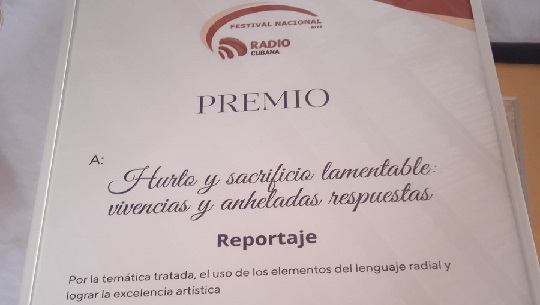 FESTIVAL NACIONAL
RADIO
CUBANA
PREMIO
A:
Hurto y sacrificio lamentable:
vivencias y anheladas respuestas
Reportaje
Por la temática tratada, el uso de los elementos del lenguaje radial y
lograr la excelencia artística